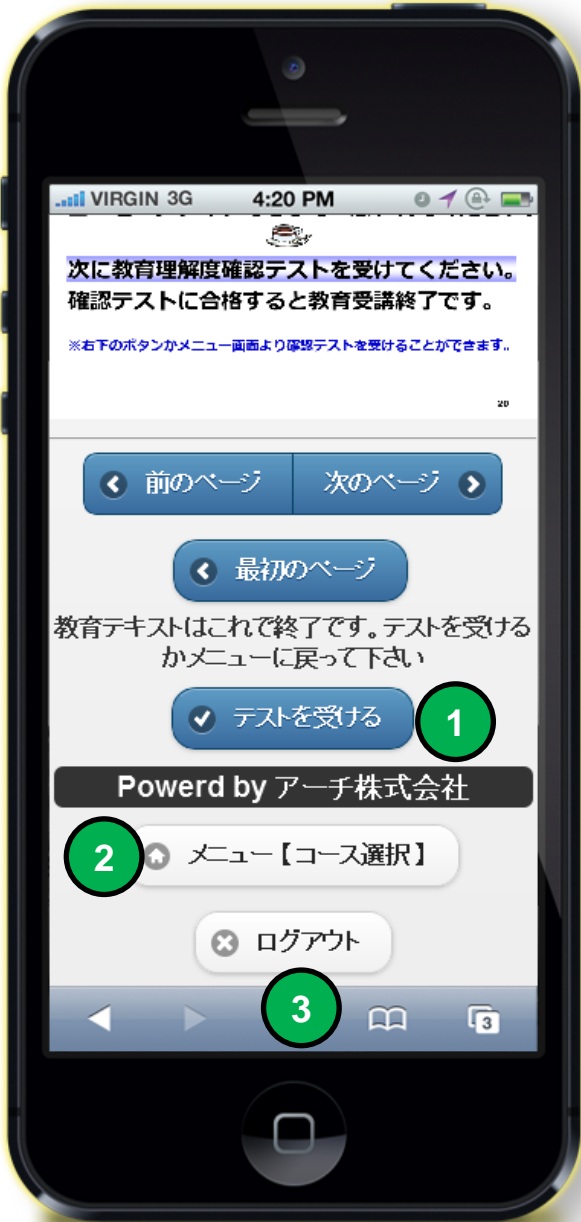 VIRGIN 3G 4:20 PM
次に教育理解度確認テストを受けてください。
確認テストに合格すると教育受講終了です。
※右下のボタンかメニュー画面より確認テストを受けることができます..
20
前のページ 次のページ
最初のページ
教育テキストはこれで終了です。テストを受ける
かメニューに戻って下さい
テストを受ける
1
Powerd by アーチ株式会社
2
メニュー【コース選択】
ログアウト
3
3